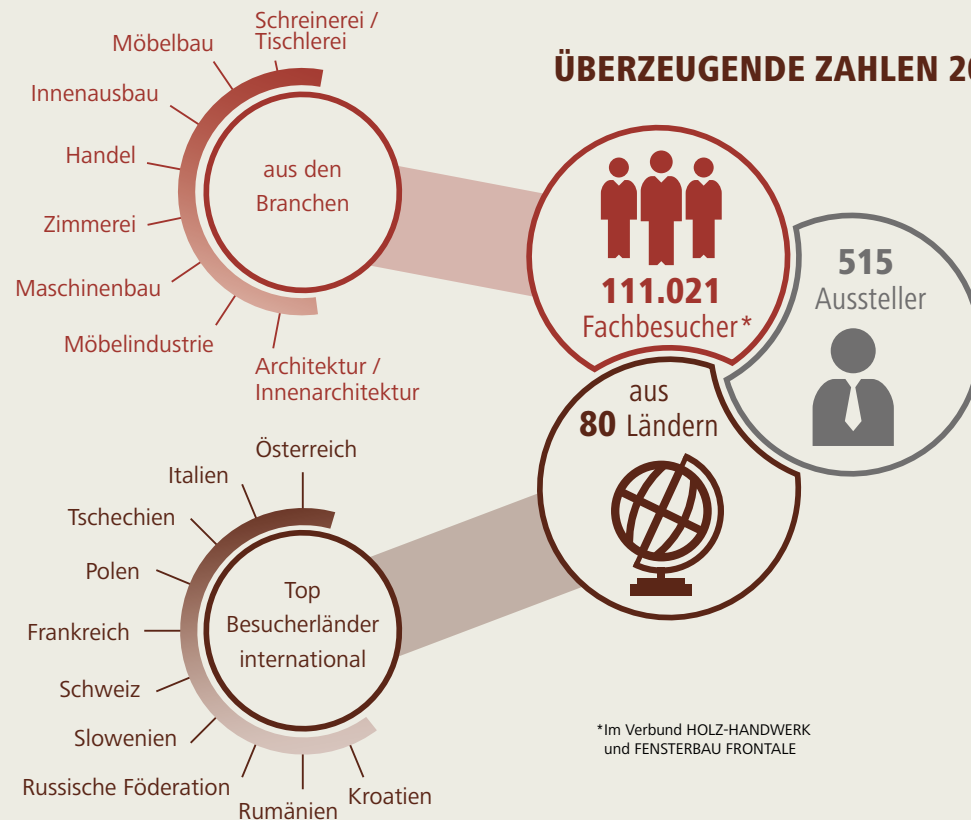 ÜBERZEUGENDE ZAHLEN
Schreinerei /
Tischlerei
Möbelbau
Innenausbau
Handel
Zimmerei
Maschinenbau
Möbelindustrie
Architektur /
Innenarchitektur
aus den
Branchen
111.021
Fachbesucher*
515
Aussteller
aus
80 Ländern
Österreich
Italien
Tschechien
Polen
Frankreich
Schweiz
Slowenien
Russische Föderation
Rumänien
Kroatien
Top
Besucherländer
international
*Im Verbund HOLZ-HANDWERK
und FENSTERBAU FRONTALE